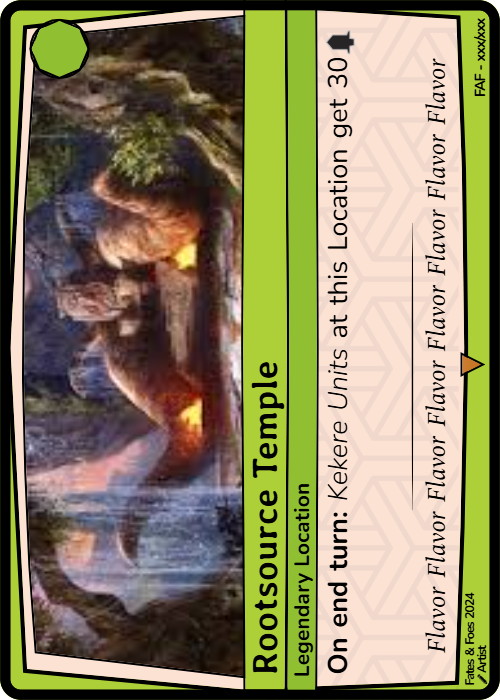 Rootsource Temple
Legendary Location
On end turn: Kekere Units at this Location get 30
Flavor Flavor Flavor Flavor Flavor Flavor Flavor Flavor
Fates & Foes 2024
Artist
FAF - xxx/xxx